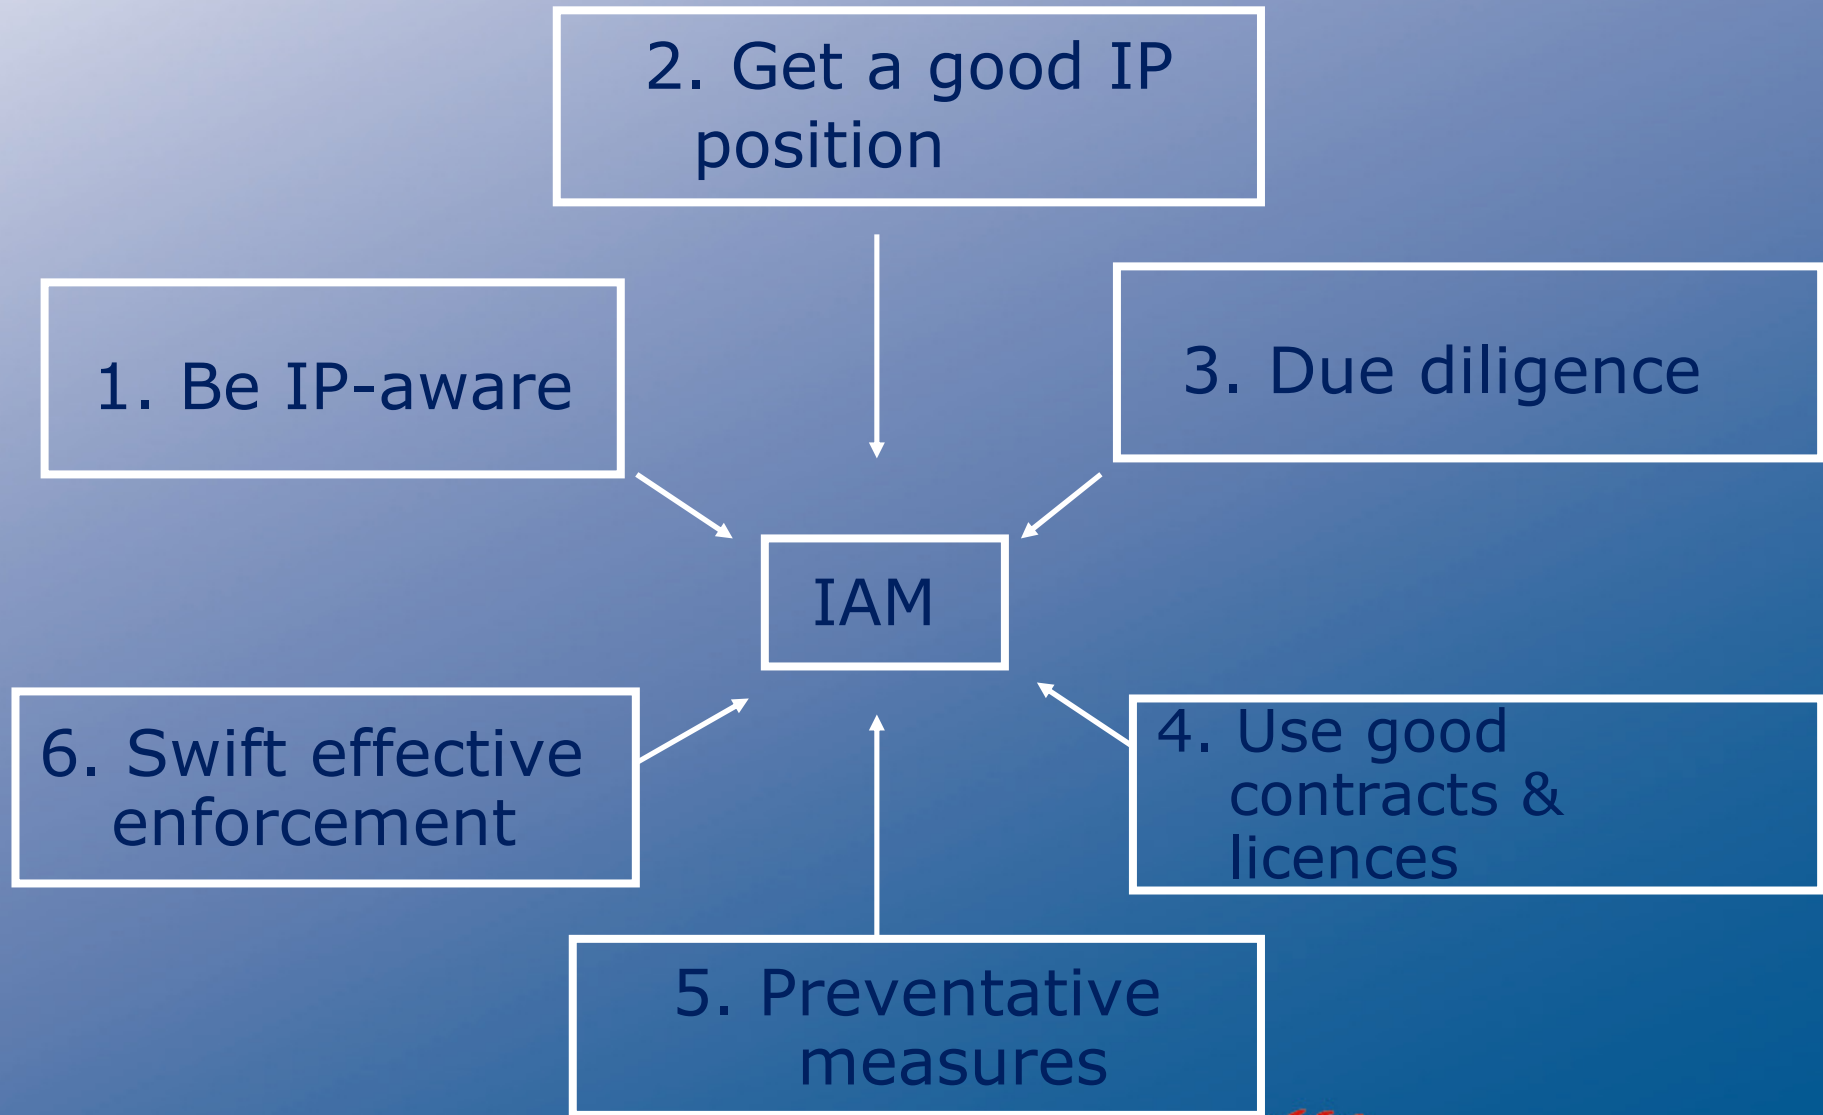 2. Get a good IP
position
1. Be IP-aware
3. Due diligence
IAM
6. Swift effective
enforcement
4. Use good
contracts &
licences
5. Preventative
measures